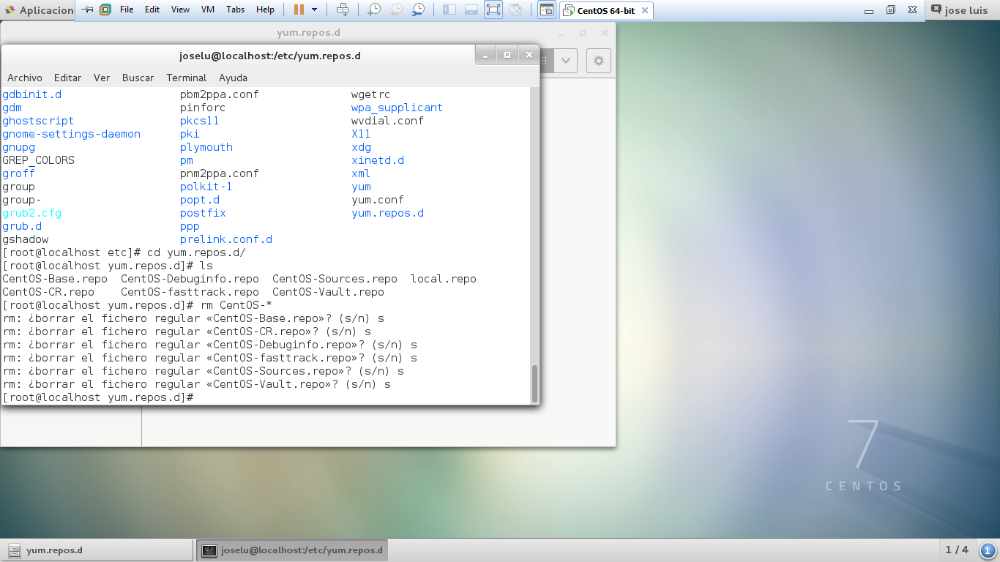 Aplicacion File Edit View VM Tabs Help CentOS 64-bit jose luis
yum.repos.d
joselu@localhost:/etc/yum.repos.d
Archivo Editar Ver Buscar Terminal Ayuda
gdbinit.d pbm2ppa.conf wgetrc
gdm pinforc wpa_supplicant
ghostscript pkcs11 wvdial.conf
gnome-settings-daemon pki X11
gnupg plymouth xdg
GREP_COLORS pm xinetd.d
groff pnm2ppa.conf xml
group polkit-1 yum
group- popt.d yum.conf
grub2.cfg postfix yum.repos.d
grub.d ppp
gshadow prelink.conf.d
[root@localhost etc]# cd yum.repos.d/
[root@localhost yum.repos.d]# ls
CentOS-Base.repo CentOS-Debuginfo.repo CentOS-Sources.repo local.repo
CentOS-CR.repo CentOS-fasttrack.repo CentOS-Vault.repo
[root@localhost yum.repos.d]# rm CentOS-*
rm: ¿borrar el fichero regular «CentOS-Base.repo»? (s/n) s
rm: ¿borrar el fichero regular «CentOS-CR.repo»? (s/n) s
rm: ¿borrar el fichero regular «CentOS-Debuginfo.repo»? (s/n) s
rm: ¿borrar el fichero regular «CentOS-fasttrack.repo»? (s/n) s
rm: ¿borrar el fichero regular «CentOS-Sources.repo»? (s/n) s
rm: ¿borrar el fichero regular «CentOS-Vault.repo»? (s/n) s
[root@localhost yum.repos.d]#
7
CENTOS
yum.repos.d joselu@localhost:/etc/yum.repos.d 1 / 4 1